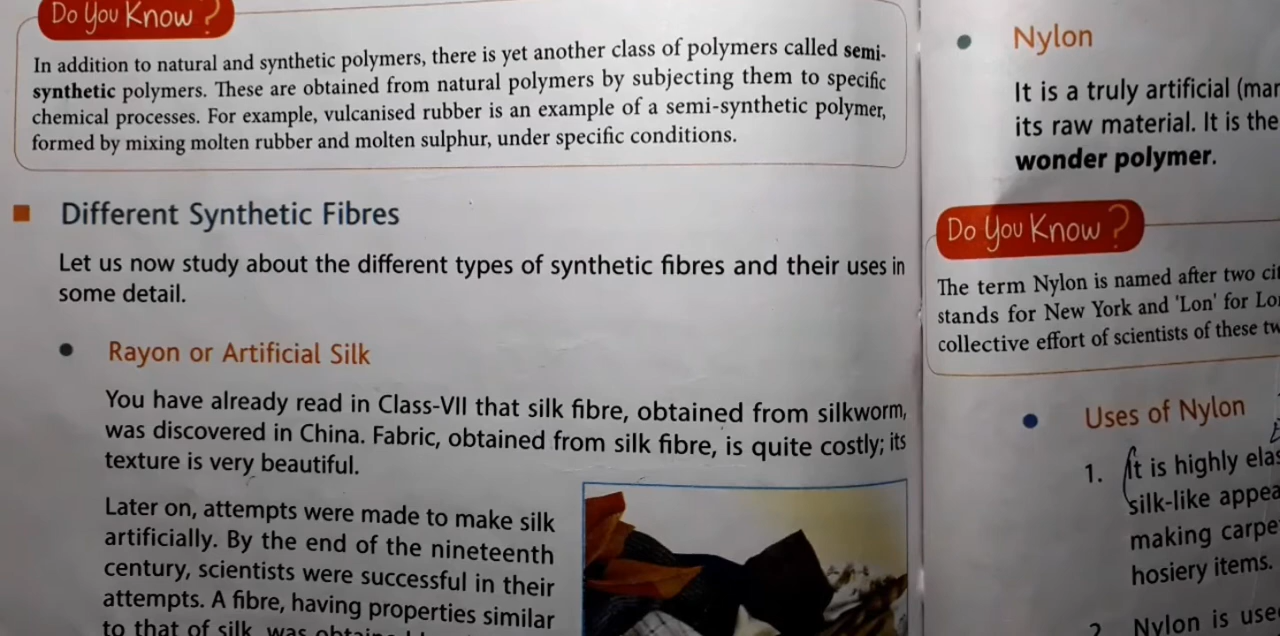 Do You Know ?
In addition to natural and synthetic polymers, there is yet another class of polymers called semi-
synthetic polymers. These are obtained from natural polymers by subjecting them to specific
chemical processes. For example, vulcanised rubber is an example of a semi-synthetic polymer,
formed by mixing molten rubber and molten sulphur, under specific conditions.
Different Synthetic Fibres
Let us now study about the different types of synthetic fibres and their uses in
some detail.
Rayon or Artificial Silk
You have already read in Class-VII that silk fibre, obtained from silkworm,
was discovered in China. Fabric, obtained from silk fibre, is quite costly; its
texture is very beautiful.
Later on, attempts were made to make silk
artificially. By the end of the nineteenth
century, scientists were successful in their
attempts. A fibre, having properties similar
to that of silk, was
Nylon
It is a truly artificial
its raw material. It is the
wonder polymer.
Do You Know ?
The term Nylon is named after two
stands for New York and 'Lon' for
collective effort of scientists of these
Uses of Nylon
1. It is highly
silk-like
making
hosiery items.
2. Nylon is